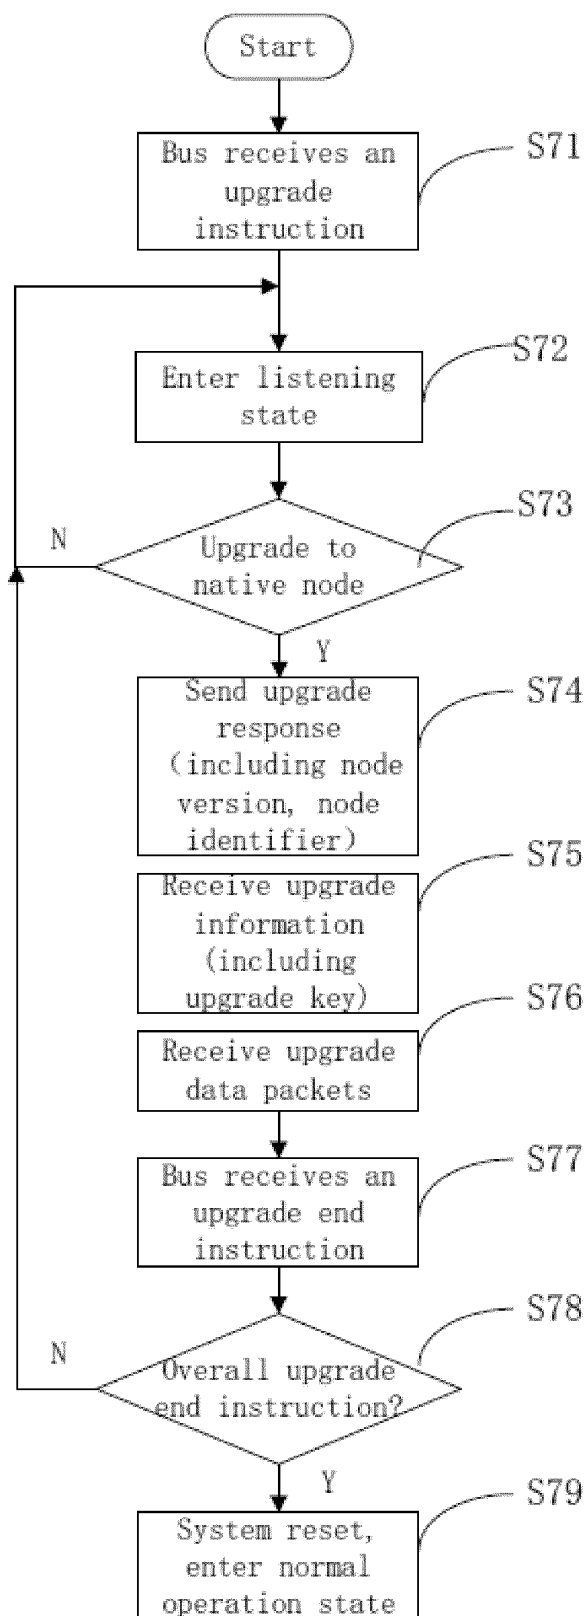 Start
Bus receives an
upgrade
instruction
S71
Enter listening
state
S72
Upgrade to
native node
S73
N
Y
Send upgrade
response
(including node
version, node
identifier)
S74
Receive upgrade
information
(including
upgrade key)
S75
Receive upgrade
data packets
S76
Bus receives an
upgrade end
instruction
S77
Overall upgrade
end instruction?
S78
N
Y
System reset,
enter normal
operation state
S79